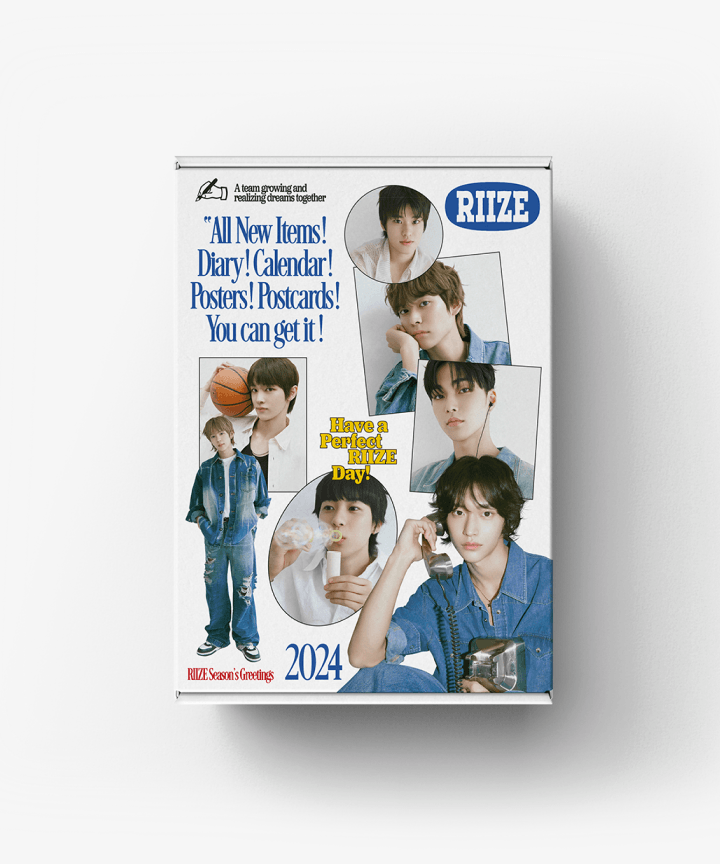 A team growing and
realizing dreams together
RIIZE
"All New Items!
Diary! Calendar!
Posters! Postcards!
You can get it!
Have a
Perfect
RIIZE
Day!
RIIZE Season's Greetings
2024